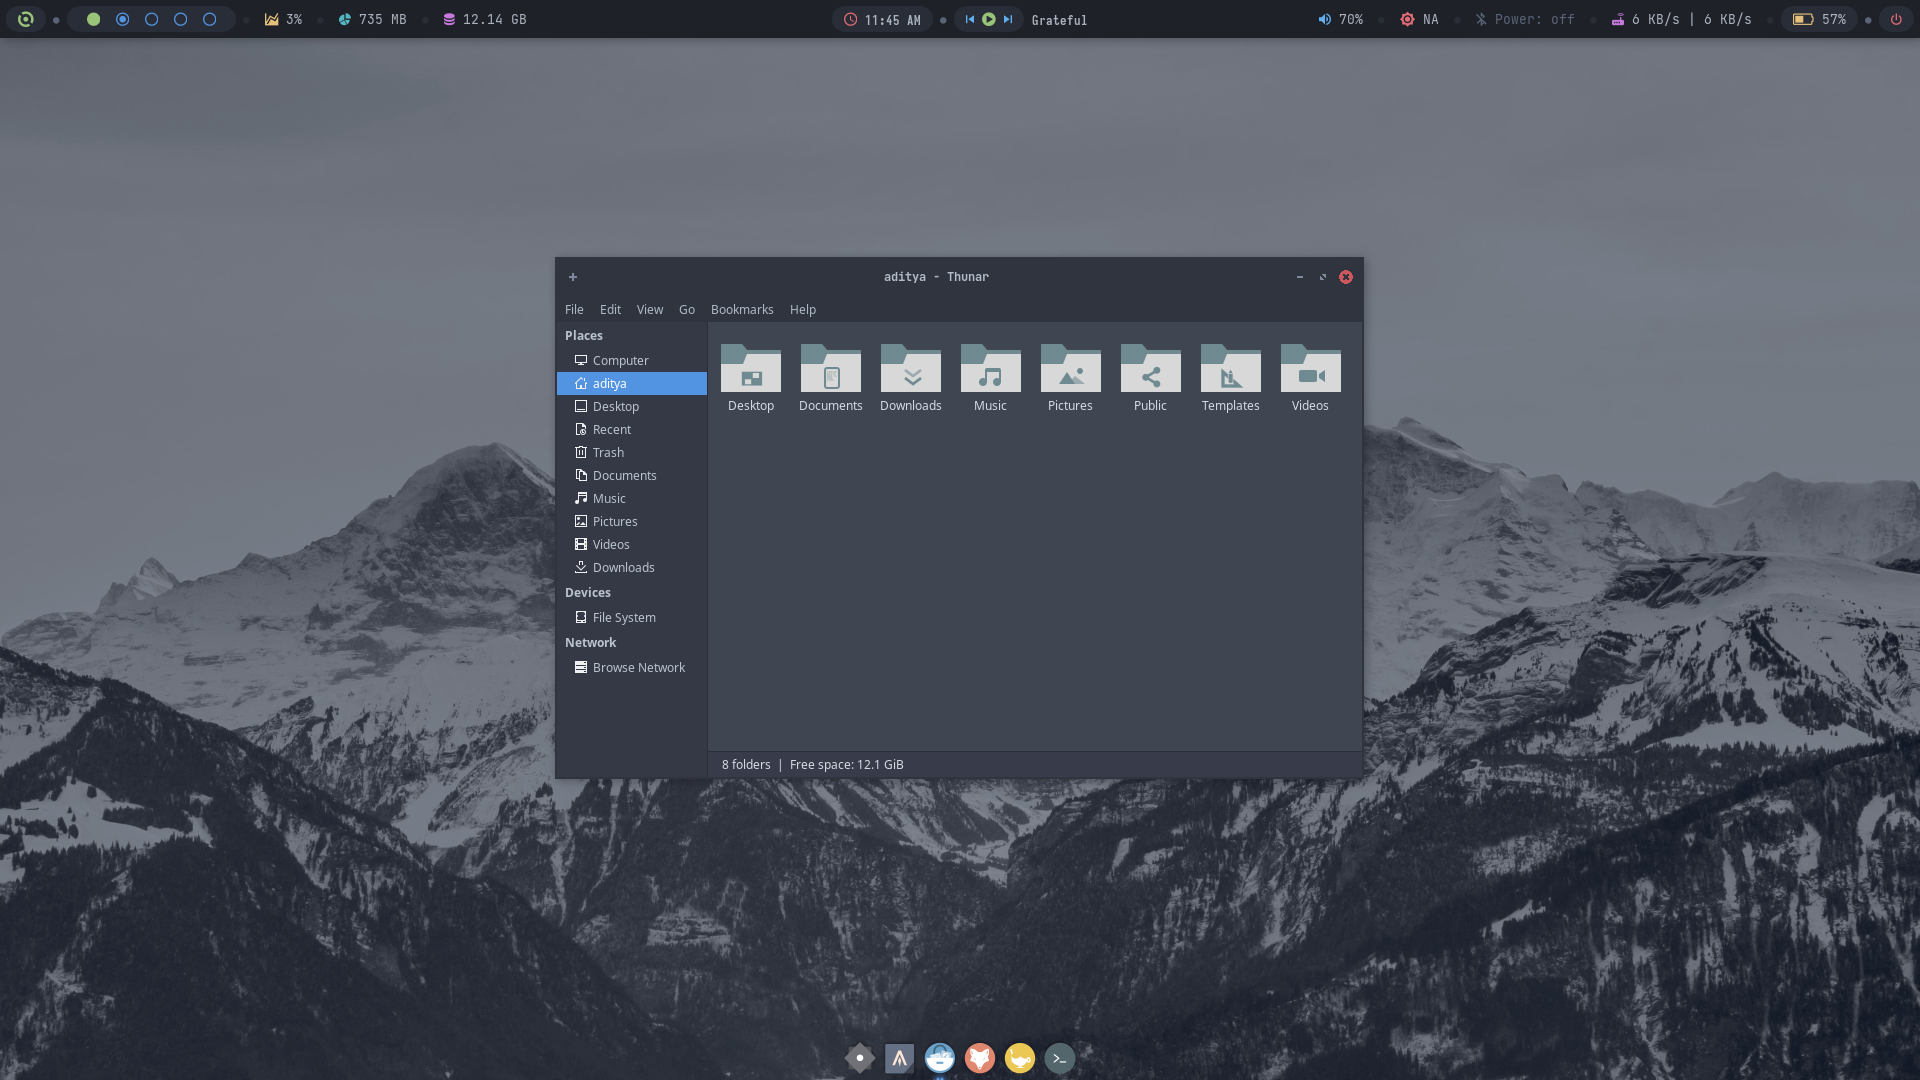 3% 735 MB 12.14 GB 11:45 AM Grateful 70% NA Power: off 6 KB/s | 6 KB/s 57%
aditya - Thunar
File Edit View Go Bookmarks Help
Places
Computer
aditya
Desktop
Recent
Trash
Documents
Music
Pictures
Videos
Downloads
Devices
File System
Network
Browse Network
Desktop Documents Downloads Music Pictures Public Templates Videos
8 folders | Free space: 12.1 GiB